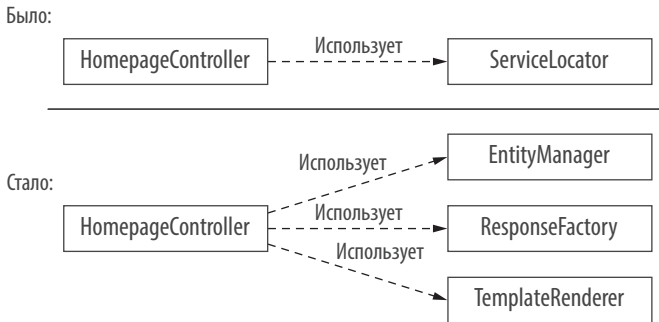 Было:
HomepageController
Использует
ServiceLocator
Стало:
HomepageController
Использует
EntityManager
Использует
ResponseFactory
Использует
TemplateRenderer